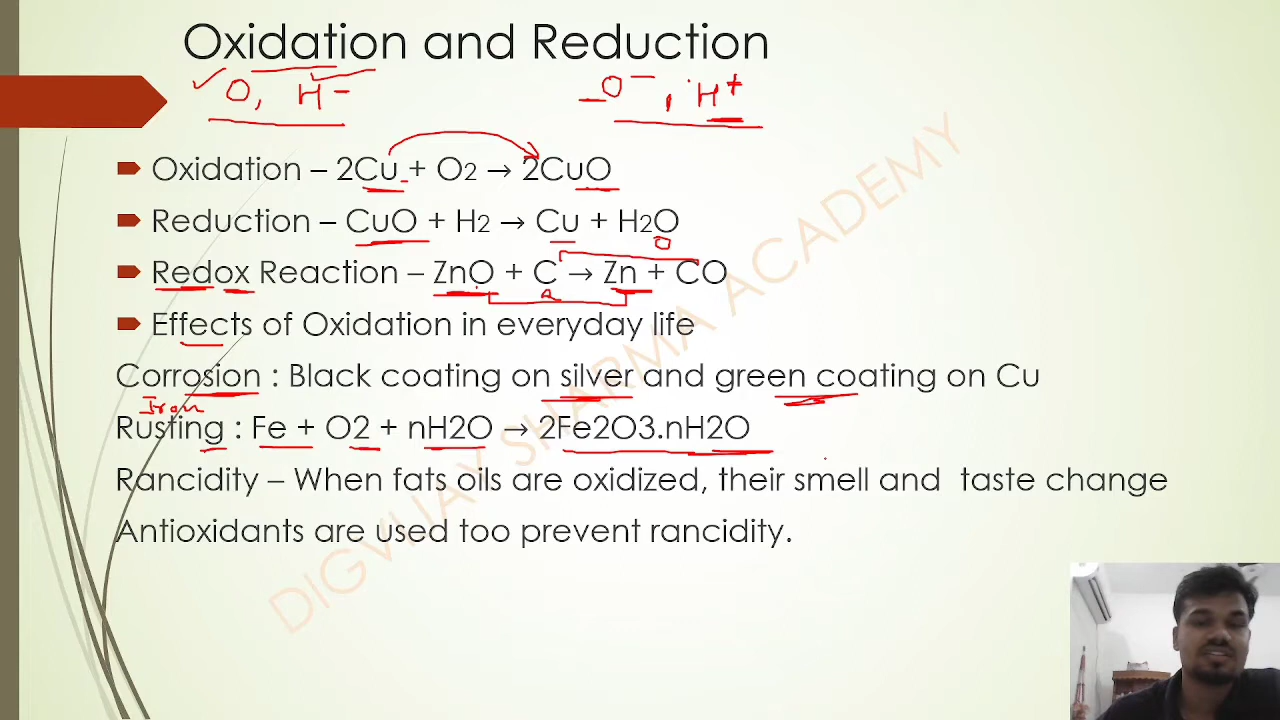 Oxidation and Reduction
O, H-
O-, H+
Oxidation – 2Cu + O2 → 2CuO
Reduction – CuO + H2 → Cu + H2O
O
Redox Reaction – ZnO + C → Zn + CO
R
Effects of Oxidation in everyday life
Corrosion : Black coating on silver and green coating on Cu
Iron
Rusting : Fe + O2 + nH2O → 2Fe2O3.nH2O
Rancidity – When fats oils are oxidized, their smell and taste change
Antioxidants are used too prevent rancidity.
DIGVIJAY SHARMA ACADEMY